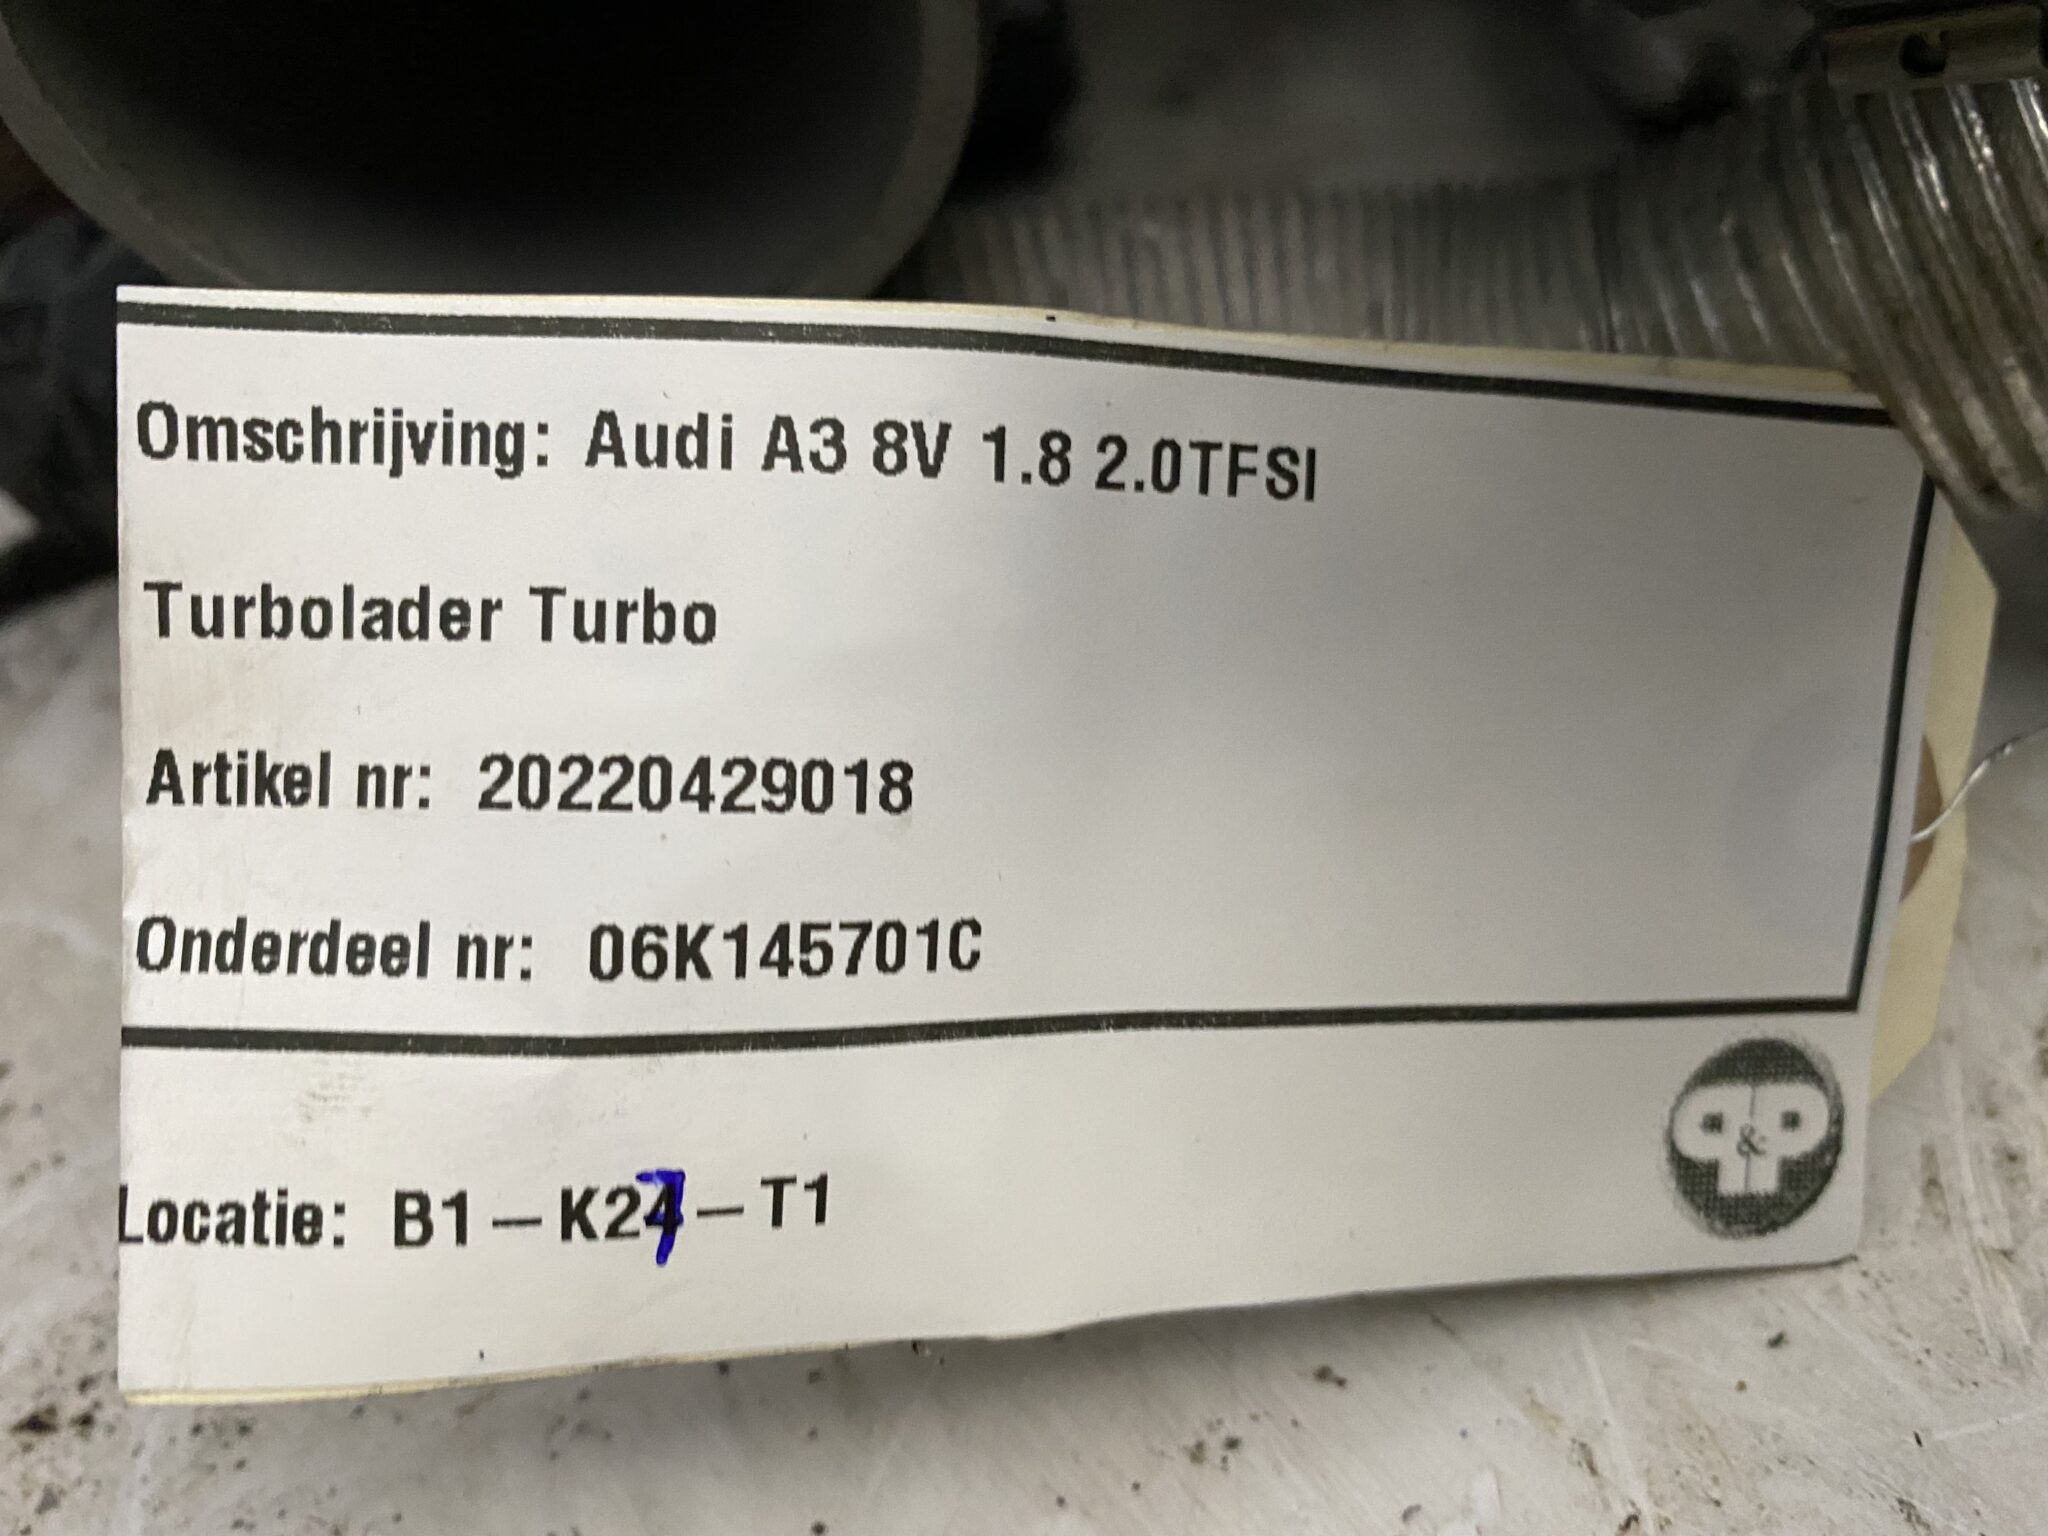 Omschrijving: Audi A3 8V 1.8 2.0TFSI
Turbolader Turbo
Artikel nr: 20220429018
Onderdeel nr: 06K145701C
Locatie: B1 – K27 – T1
&